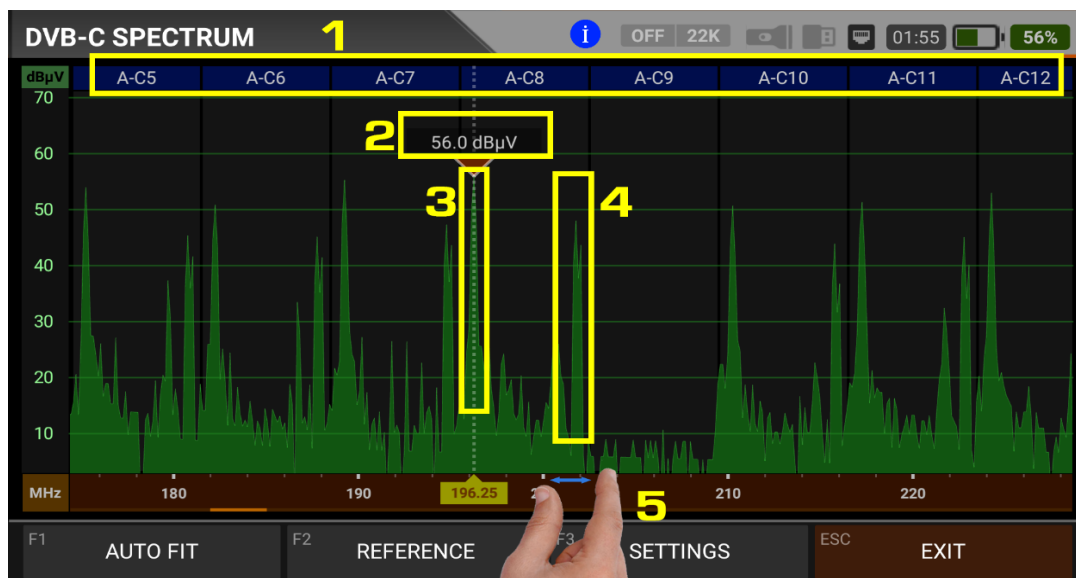 DVB-C SPECTRUM
1
i
OFF 22K
01:55
56%
dBµV
A-C5 A-C6 A-C7 A-C8 A-C9 A-C10 A-C11 A-C12
70
2
56.0 dBµV
60
3
4
50
40
30
20
10
MHz
180 190 196.25 210 220
5
F1 AUTO FIT
F2 REFERENCE
F3 SETTINGS
ESC EXIT